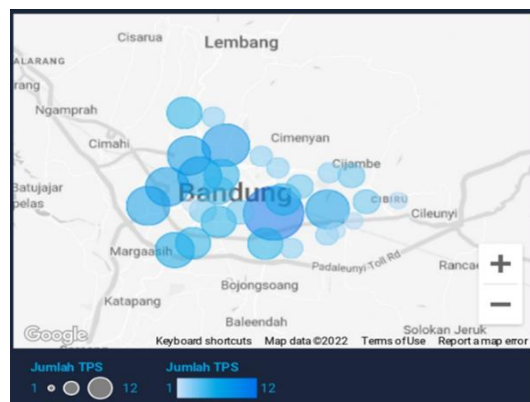 Cisarua
Lembang
ALARANG
rang
Ngamprah
Cimahi
Cimenyan
Cijambe
Batujajar
pelas
Bandung
CIBIRU
Cileunyi
Margaasih
Padaleunyi Toll Rd
Rancae
Bojongsoang
Katapang
Baleendah
Solokan Jeruk
Google
Keyboard shortcuts Map data ©2022 Terms of Use Report a map error
+
−
Jumlah TPS Jumlah TPS
1 12 1 12